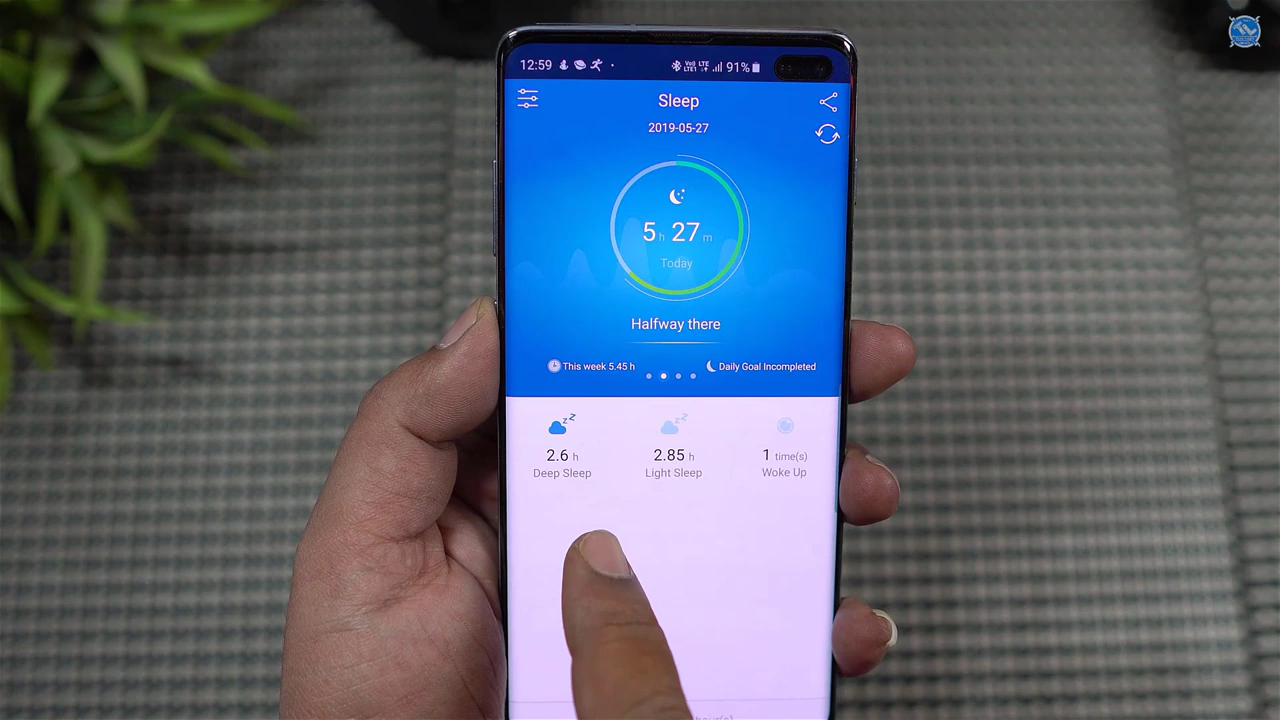 12:59 91%
Sleep
2019-05-27
5 h 27 m
Today
Halfway there
This week 5.45 h Daily Goal Incompleted
2.6 h 2.85 h 1 time(s)
Deep Sleep Light Sleep Woke Up